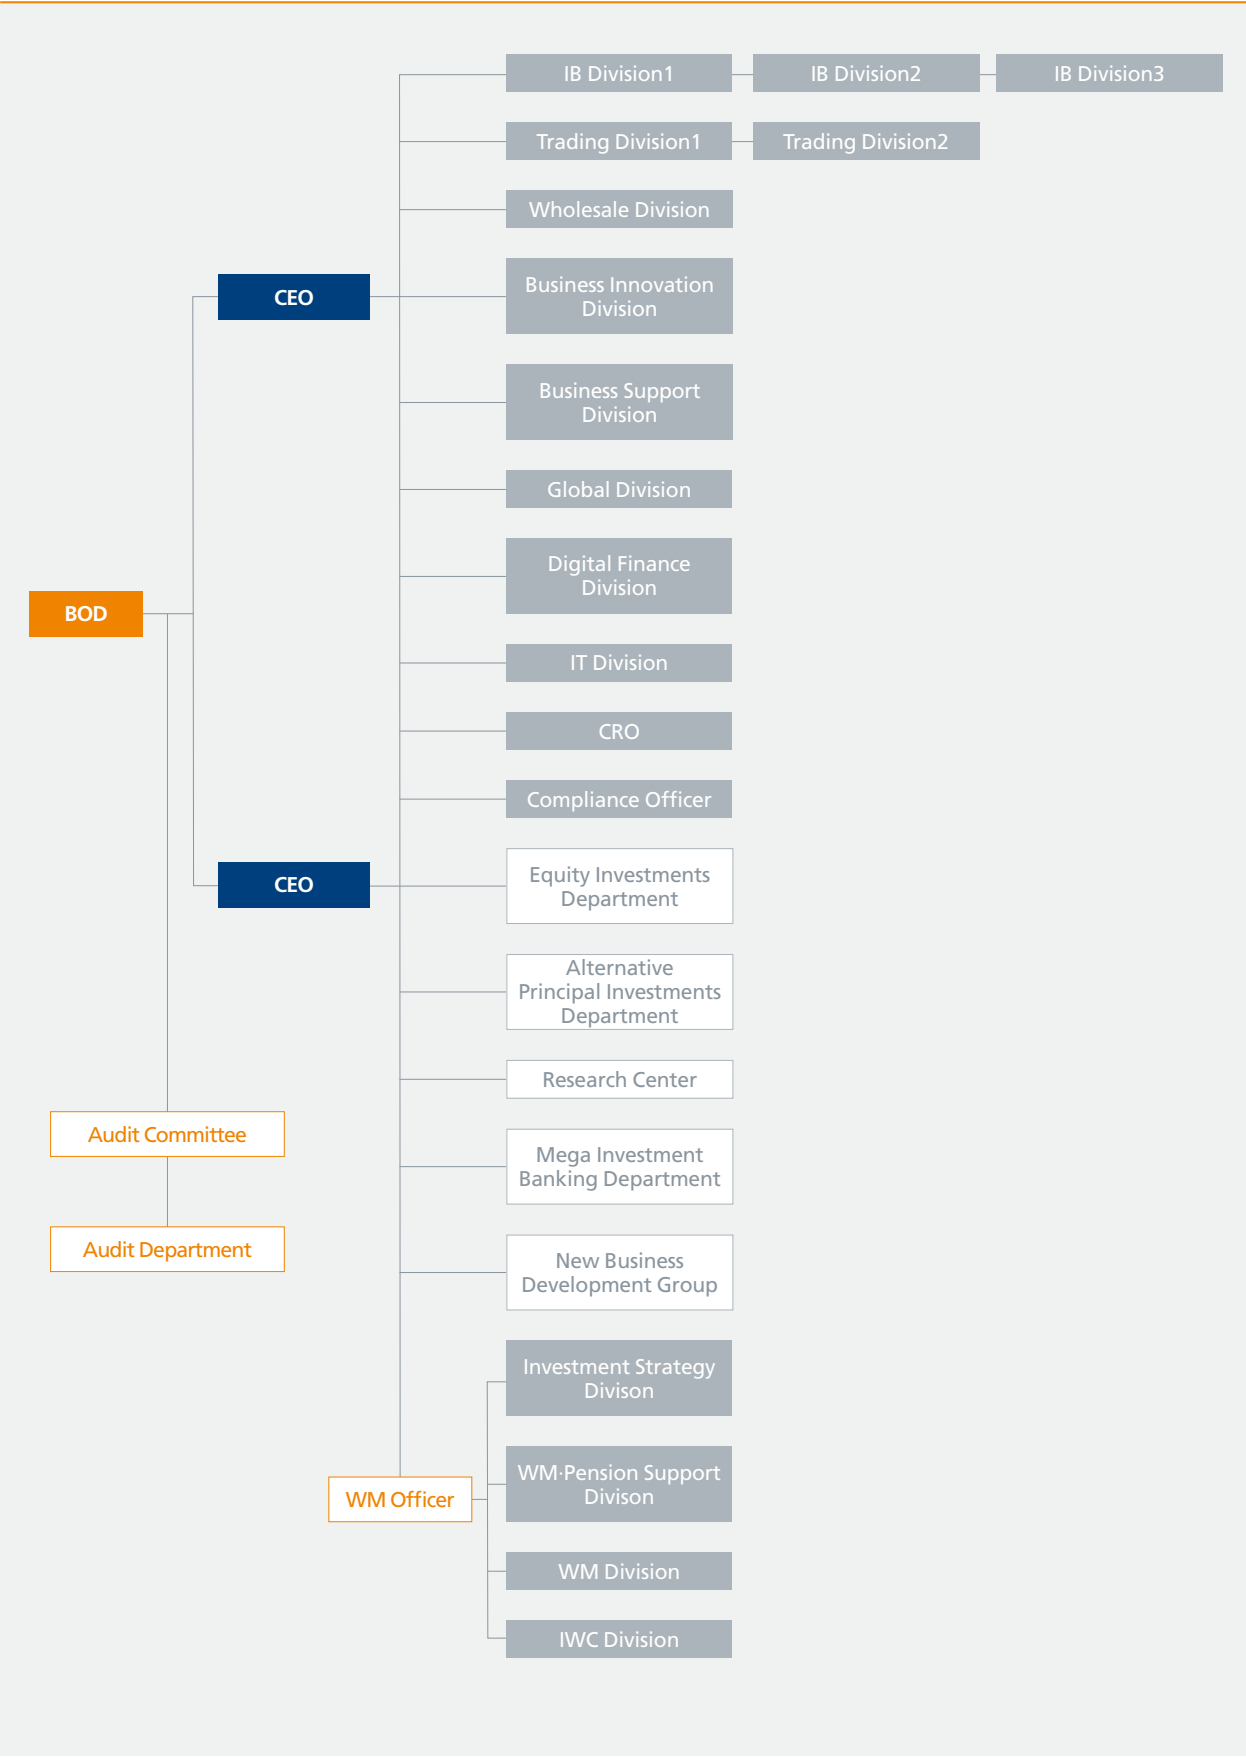 IB Division1
IB Division2
IB Division3
Trading Division1
Trading Division2
Wholesale Division
CEO
Business Innovation
Division
Business Support
Division
Global Division
Digital Finance
Division
BOD
IT Division
CRO
Compliance Officer
CEO
Equity Investments
Department
Alternative
Principal Investments
Department
Research Center
Audit Committee
Mega Investment
Banking Department
Audit Department
New Business
Development Group
Investment Strategy
Divison
WM Officer
WM·Pension Support
Divison
WM Division
IWC Division